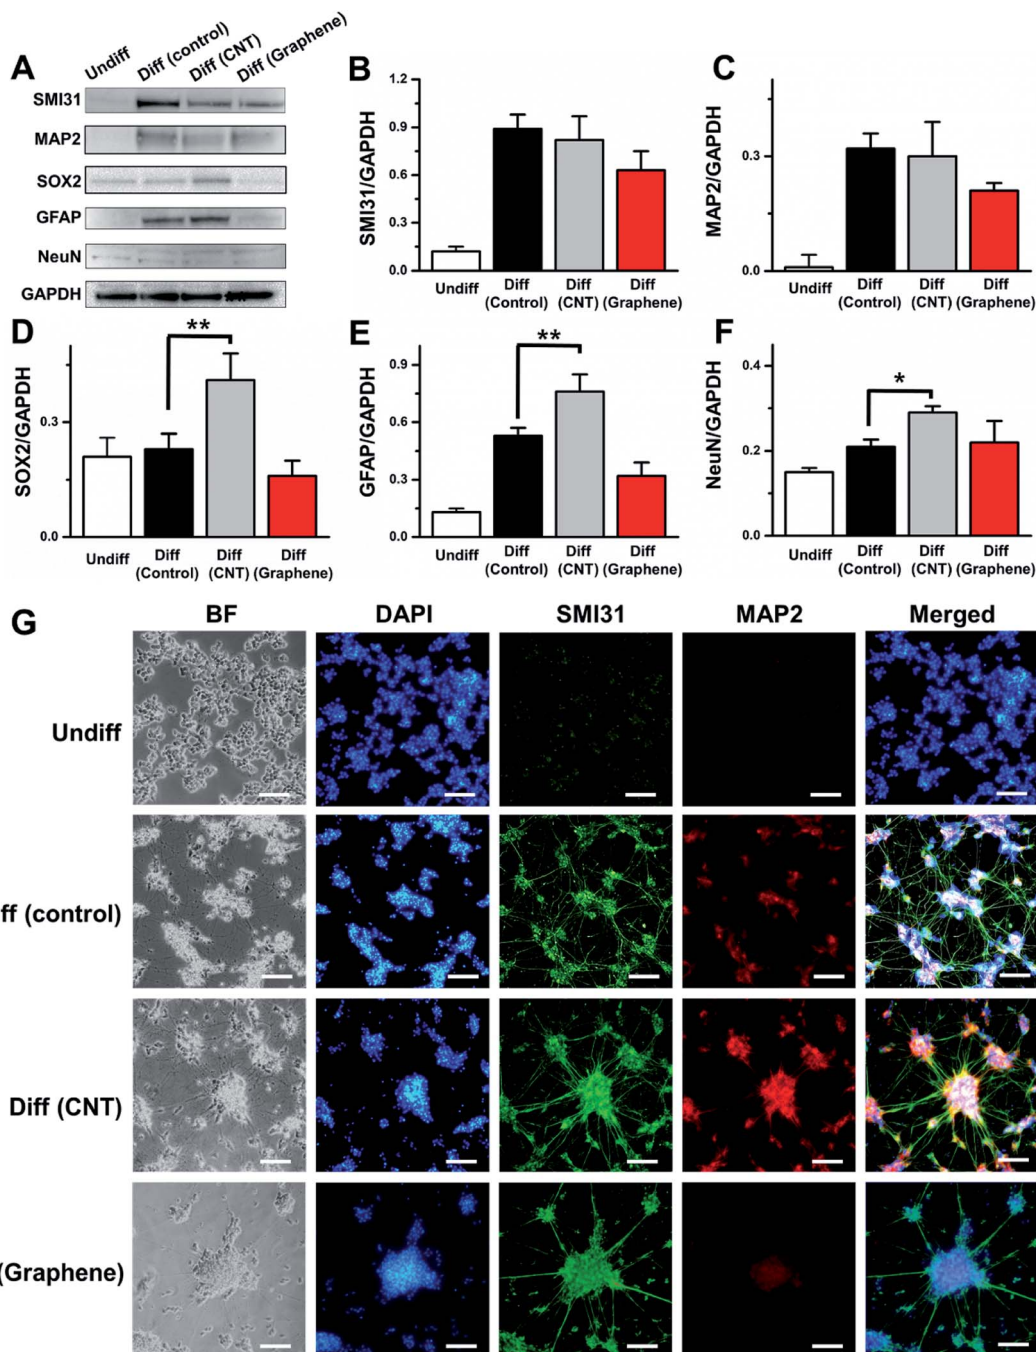 A
Undiff
Diff (control)
Diff (CNT)
Diff (Graphene)
SMI31
MAP2
SOX2
GFAP
NeuN
GAPDH
B
SMI31/GAPDH
1.2
0.9
0.6
0.3
0.0
Undiff
Diff
(Control)
Diff
(CNT)
Diff
(Graphene)
C
MAP2/GAPDH
0.3
0.0
Undiff
Diff
(Control)
Diff
(CNT)
Diff
(Graphene)
D
**
SOX2/GAPDH
0.3
0.0
Undiff
Diff
(Control)
Diff
(CNT)
Diff
(Graphene)
E
**
GFAP/GAPDH
0.9
0.6
0.3
0.0
Undiff
Diff
(Control)
Diff
(CNT)
Diff
(Graphene)
F
*
NeuN/GAPDH
0.4
0.2
0.0
Undiff
Diff
(Control)
Diff
(CNT)
Diff
(Graphene)
G
BF DAPI SMI31 MAP2 Merged
Undiff
ff (control)
Diff (CNT)
(Graphene)